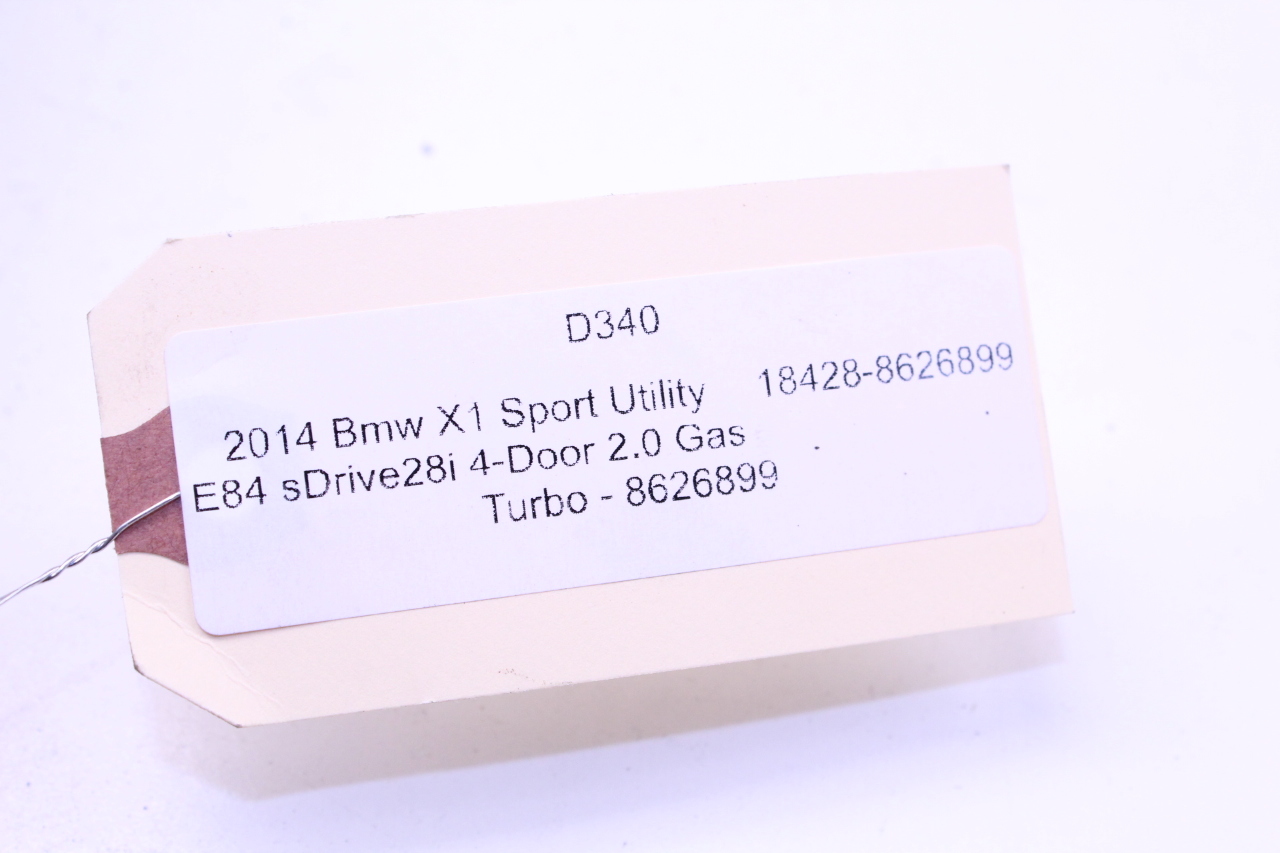 D340
2014 Bmw X1 Sport Utility 18428-8626899
E84 sDrive28i 4-Door 2.0 Gas
Turbo - 8626899